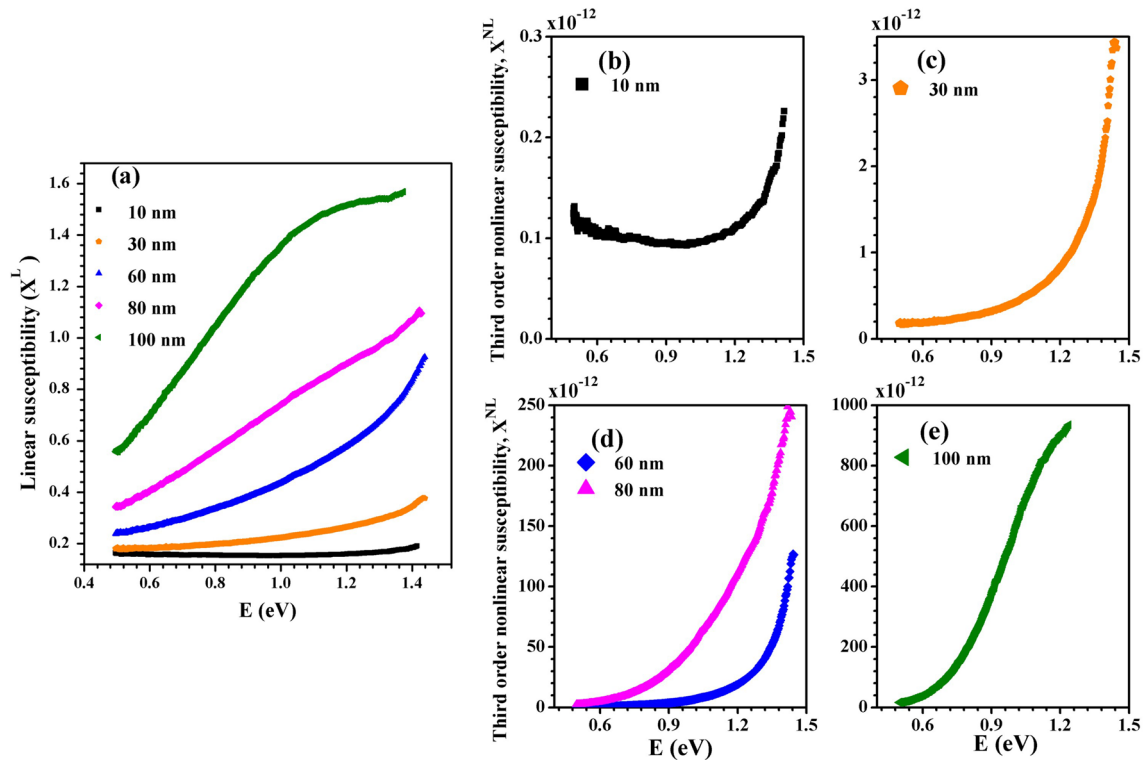 (a)
10 nm
30 nm
60 nm
80 nm
100 nm
Linear susceptibility (X^L)
1.6
1.4
1.2
1.0
0.8
0.6
0.4
0.2
0.4 0.6 0.8 1.0 1.2 1.4
E (eV)
x10^-12
(b)
10 nm
Third order nonlinear susceptibility, X^NL
0.3
0.2
0.1
0.0
0.6 0.9 1.2 1.5
x10^-12
(c)
30 nm
3
2
1
0
0.6 0.9 1.2 1.5
x10^-12
(d)
60 nm
80 nm
Third order nonlinear susceptibility, X^NL
250
200
150
100
50
0
0.6 0.9 1.2 1.5
E (eV)
x10^-12
(e)
100 nm
1000
800
600
400
200
0
0.6 0.9 1.2 1.5
E (eV)